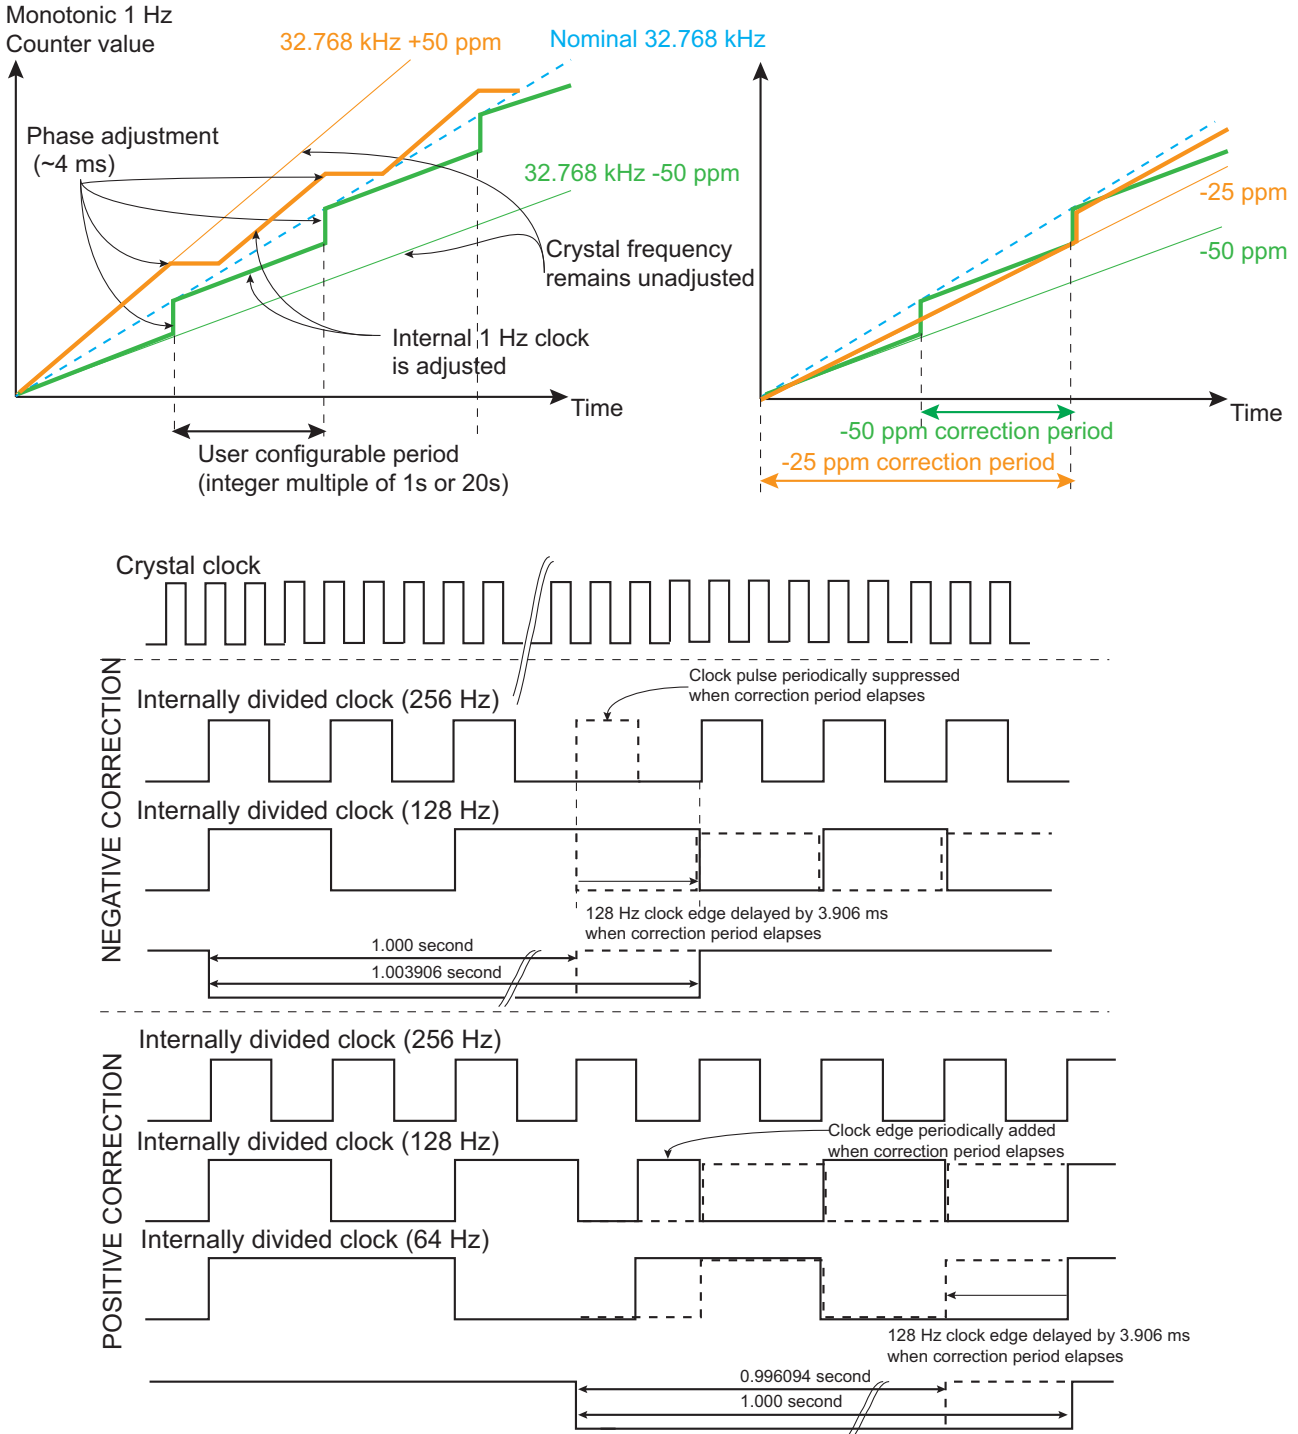 Monotonic 1 Hz
Counter value
32.768 kHz +50 ppm
Nominal 32.768 kHz
Phase adjustment
(~4 ms)
32.768 kHz -50 ppm
Crystal frequency
remains unadjusted
Internal 1 Hz clock
is adjusted
Time
User configurable period
(integer multiple of 1s or 20s)
-25 ppm
-50 ppm
Time
-50 ppm correction period
-25 ppm correction period
Crystal clock
NEGATIVE CORRECTION
Internally divided clock (256 Hz)
Clock pulse periodically suppressed
when correction period elapses
Internally divided clock (128 Hz)
128 Hz clock edge delayed by 3.906 ms
when correction period elapses
1.000 second
1.003906 second
POSITIVE CORRECTION
Internally divided clock (256 Hz)
Internally divided clock (128 Hz)
Clock edge periodically added
when correction period elapses
Internally divided clock (64 Hz)
128 Hz clock edge delayed by 3.906 ms
when correction period elapses
0.996094 second
1.000 second